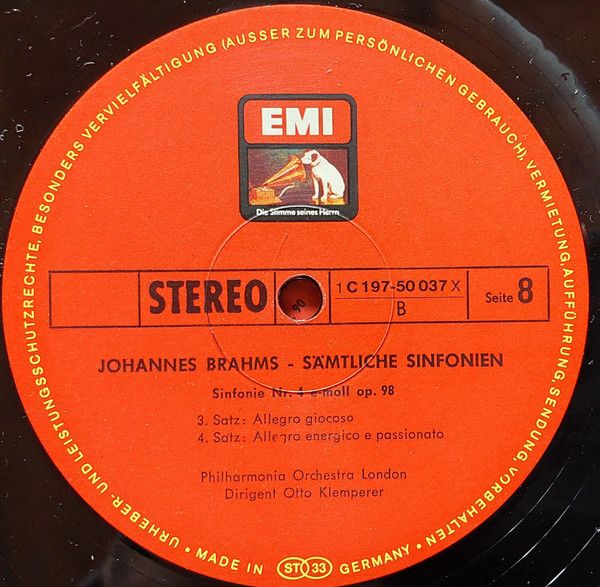 URHEBER- UND LEISTUNGSSCHUTZRECHTE, BESONDERS VERVIELFÄLTIGUNG (AUSSER ZUM PERSÖNLICHEN GEBRAUCH), VERMIETUNG, AUFFÜHRUNG, SENDUNG, VORBEHALTEN
EMI
Die Stimme seines Herrn
STEREO
1 C 197-50 037 X
B
Seite 8
06
JOHANNES BRAHMS - SÄMTLICHE SINFONIEN
Sinfonie Nr. 4 e-moll op. 98
3. Satz: Allegro giocoso
4. Satz: Allegro energico e passionato
Philharmonia Orchestra London
Dirigent Otto Klemperer
• MADE IN ST 33 GERMANY •